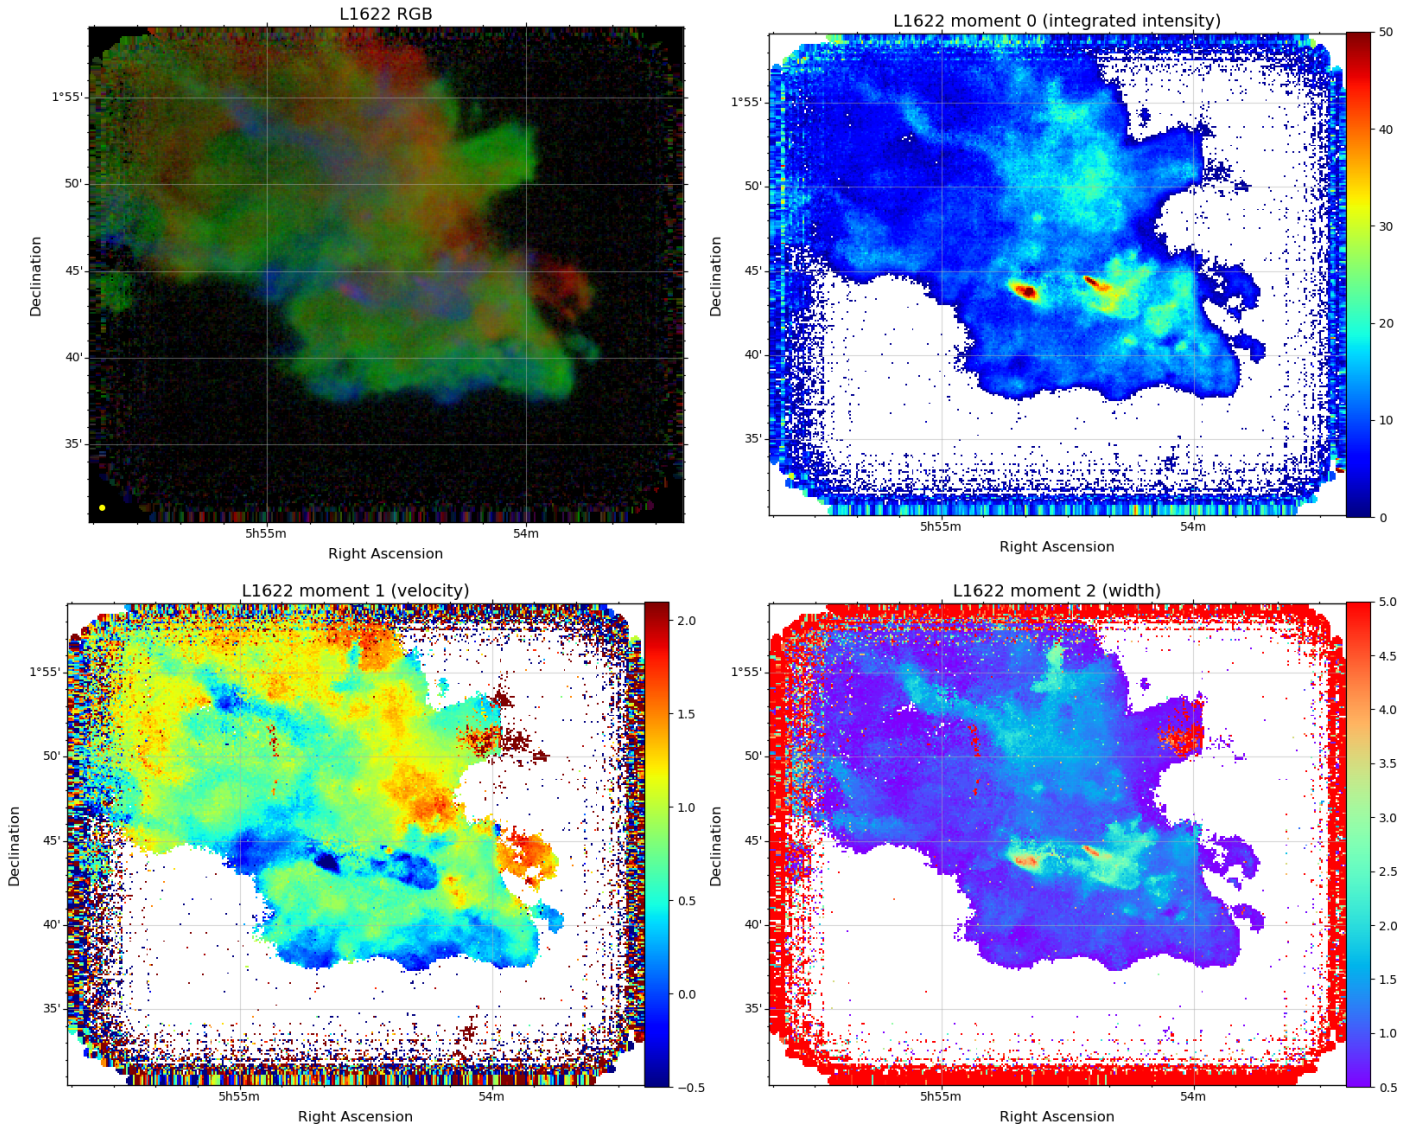 L1622 RGB
1°55'
50'
45'
40'
35'
Declination
5h55m
54m
Right Ascension
L1622 moment 0 (integrated intensity)
1°55'
50'
45'
40'
35'
Declination
5h55m
54m
Right Ascension
50
40
30
20
10
0
L1622 moment 1 (velocity)
1°55'
50'
45'
40'
35'
Declination
5h55m
54m
Right Ascension
2.0
1.5
1.0
0.5
0.0
−0.5
L1622 moment 2 (width)
1°55'
50'
45'
40'
35'
Declination
5h55m
54m
Right Ascension
5.0
4.5
4.0
3.5
3.0
2.5
2.0
1.5
1.0
0.5